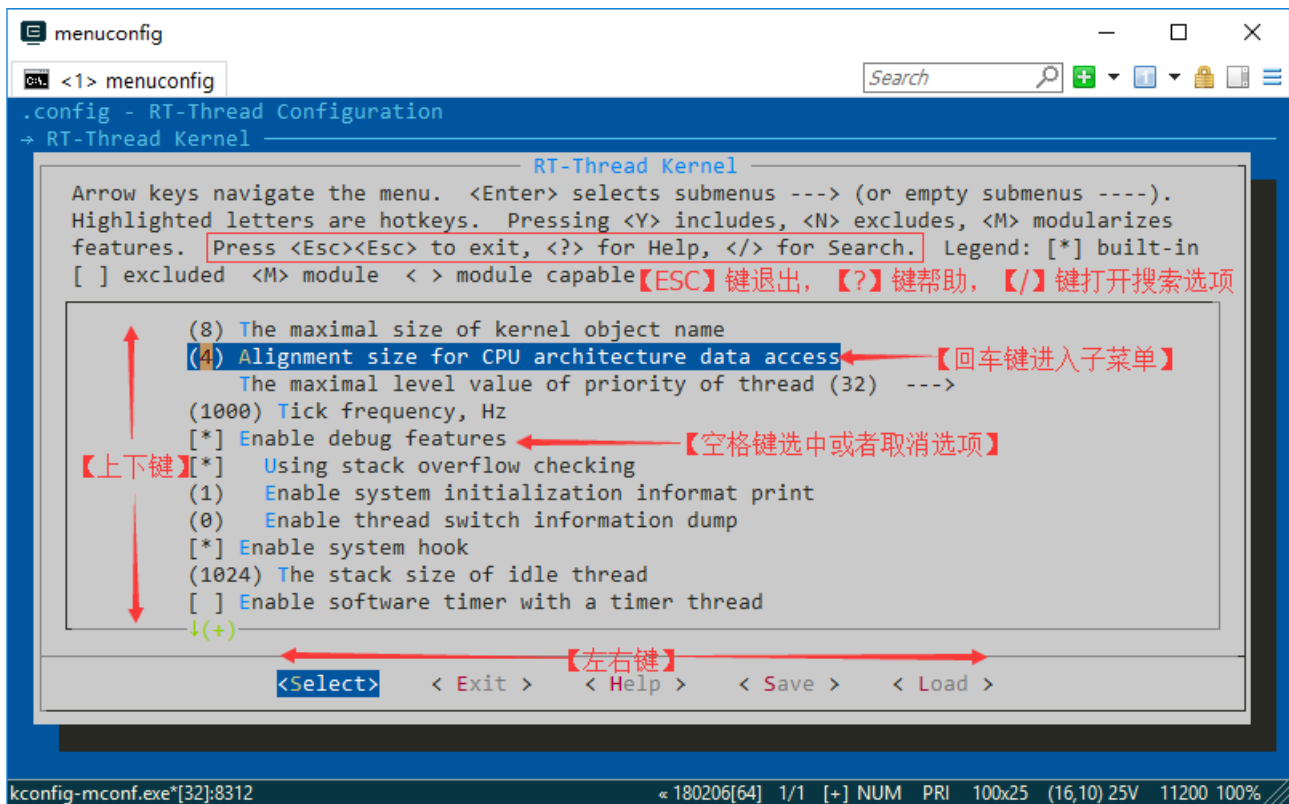 menuconfig
<1> menuconfig
Search
.config - RT-Thread Configuration
→ RT-Thread Kernel
RT-Thread Kernel
Arrow keys navigate the menu.  <Enter> selects submenus ---> (or empty submenus ----).
Highlighted letters are hotkeys.  Pressing <Y> includes, <N> excludes, <M> modularizes
features.  Press <Esc><Esc> to exit, <?> for Help, </> for Search.  Legend: [*] built-in
[ ] excluded  <M> module  < > module capable
【ESC】键退出，【?】键帮助，【/】键打开搜索选项
(8) The maximal size of kernel object name
(4) Alignment size for CPU architecture data access
【回车键进入子菜单】
The maximal level value of priority of thread (32)  --->
(1000) Tick frequency, Hz
[*] Enable debug features
【空格键选中或者取消选项】
【上下键】
[*]   Using stack overflow checking
(1)   Enable system initialization informat print
(0)   Enable thread switch information dump
[*] Enable system hook
(1024) The stack size of idle thread
[ ] Enable software timer with a timer thread
↓(+)
【左右键】
<Select>    < Exit >    < Help >    < Save >    < Load >
kconfig-mconf.exe*[32]:8312
« 180206[64]  1/1  [+] NUM  PRI  100x25  (16,10) 25V  11200 100%